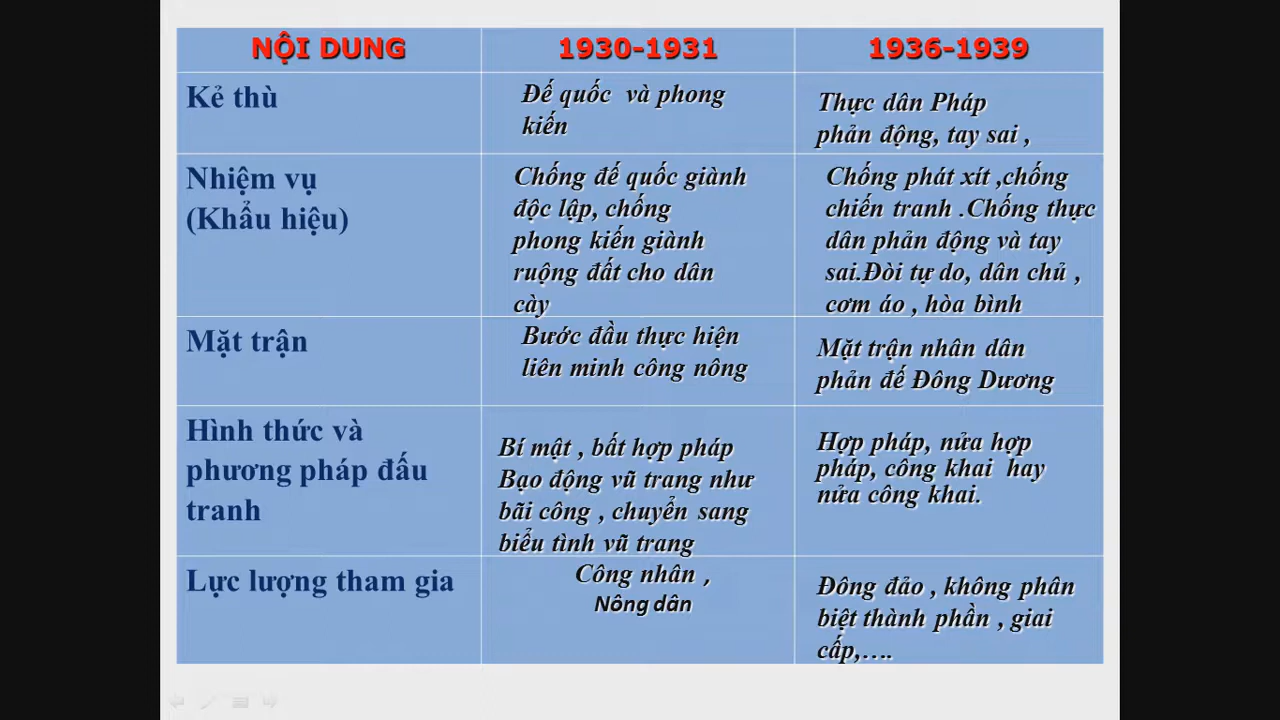 NỘI DUNG
1930-1931
1936-1939
Kẻ thù
Đế quốc và phong
kiến
Thực dân Pháp
phản động, tay sai ,
Nhiệm vụ
(Khẩu hiệu)
Chống đế quốc giành
độc lập, chống
phong kiến giành
ruộng đất cho dân
cày
Chống phát xít ,chống
chiến tranh .Chống thực
dân phản động và tay
sai.Đòi tự do, dân chủ ,
cơm áo , hòa bình
Mặt trận
Bước đầu thực hiện
liên minh công nông
Mặt trận nhân dân
phản đế Đông Dương
Hình thức và
phương pháp đấu
tranh
Bí mật , bất hợp pháp
Bạo động vũ trang như
bãi công , chuyển sang
biểu tình vũ trang
Hợp pháp, nửa hợp
pháp, công khai hay
nửa công khai.
Lực lượng tham gia
Công nhân ,
Nông dân
Đông đảo , không phân
biệt thành phần , giai
cấp,….